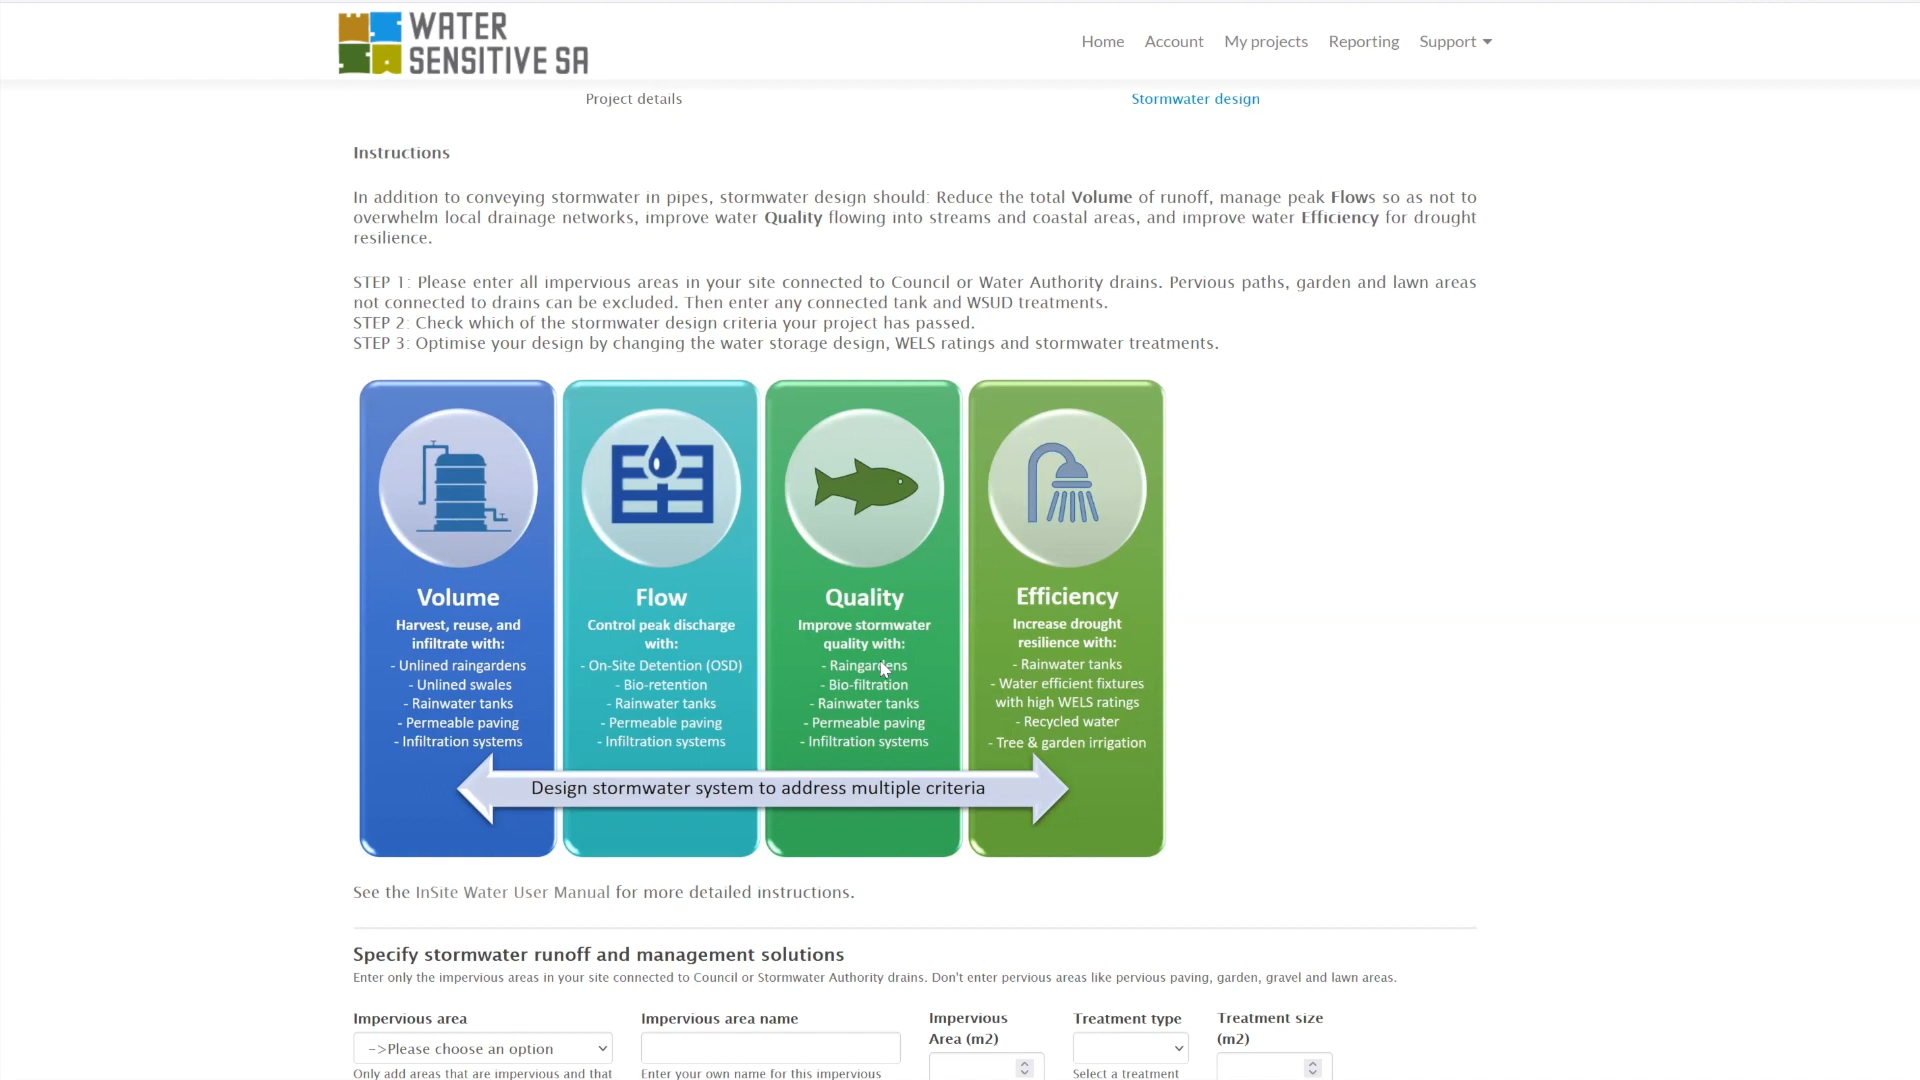 WATER
SENSITIVE SA
Home Account My projects Reporting Support
Project details Stormwater design
Instructions
In addition to conveying stormwater in pipes, stormwater design should: Reduce the total Volume of runoff, manage peak Flows so as not to
overwhelm local drainage networks, improve water Quality flowing into streams and coastal areas, and improve water Efficiency for drought
resilience.
STEP 1: Please enter all impervious areas in your site connected to Council or Water Authority drains. Pervious paths, garden and lawn areas
not connected to drains can be excluded. Then enter any connected tank and WSUD treatments.
STEP 2: Check which of the stormwater design criteria your project has passed.
STEP 3: Optimise your design by changing the water storage design, WELS ratings and stormwater treatments.
Volume
Harvest, reuse, and
infiltrate with:
- Unlined raingardens
- Unlined swales
- Rainwater tanks
- Permeable paving
- Infiltration systems
Flow
Control peak discharge
with:
- On-Site Detention (OSD)
- Bio-retention
- Rainwater tanks
- Permeable paving
- Infiltration systems
Quality
Improve stormwater
quality with:
- Raingardens
- Bio-filtration
- Rainwater tanks
- Permeable paving
- Infiltration systems
Efficiency
Increase drought
resilience with:
- Rainwater tanks
- Water efficient fixtures
with high WELS ratings
- Recycled water
- Tree & garden irrigation
Design stormwater system to address multiple criteria
See the InSite Water User Manual for more detailed instructions.
Specify stormwater runoff and management solutions
Enter only the impervious areas in your site connected to Council or Stormwater Authority drains. Don't enter pervious areas like pervious paving, garden, gravel and lawn areas.
Impervious area
->Please choose an option
Only add areas that are impervious and that
Impervious area name
Enter your own name for this impervious
Impervious
Area (m2)
Treatment type
Select a treatment
Treatment size
(m2)